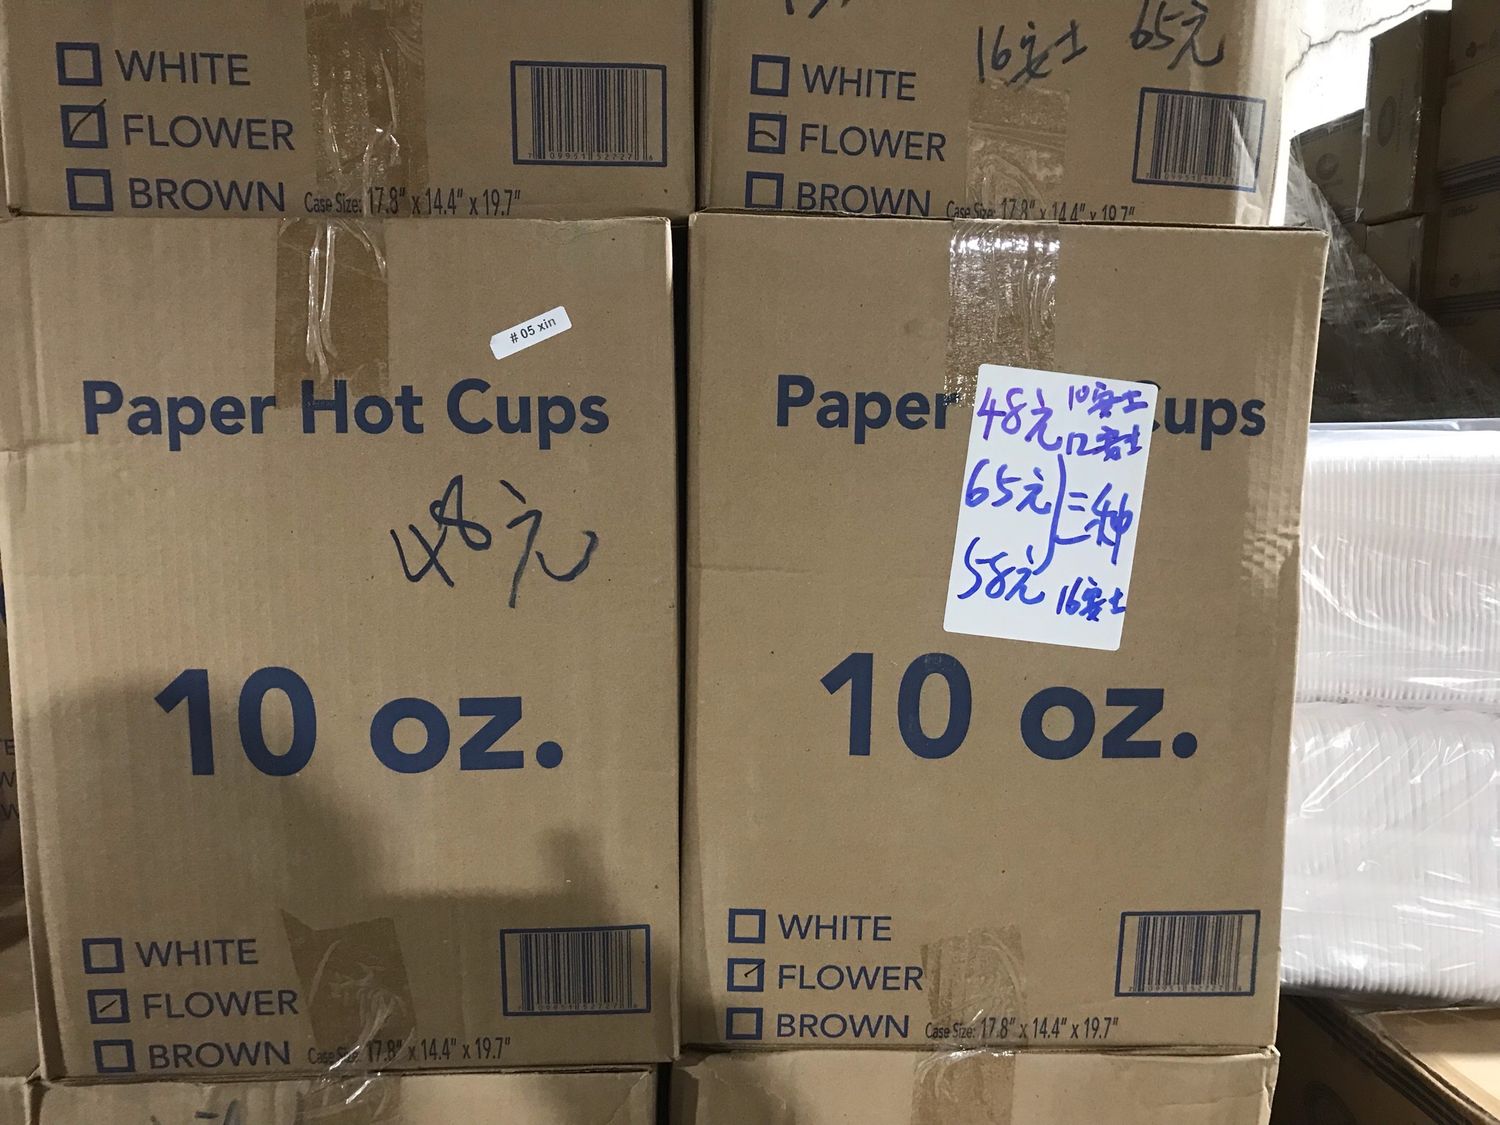 WHITE
FLOWER
BROWN
Case Size: 17.8" x 14.4" x 19.7"
16安士 65元
WHITE
FLOWER
BROWN
Case Size: 17.8" x 14.4" x 19.7"
# 05 xin
Paper Hot Cups
48元
10 oz.
WHITE
FLOWER
BROWN
Case Size: 17.8" x 14.4" x 19.7"
Paper Cups
48元 10安士
12安士
65元 二种
58元 16安士
10 oz.
WHITE
FLOWER
BROWN
Case Size: 17.8" x 14.4" x 19.7"